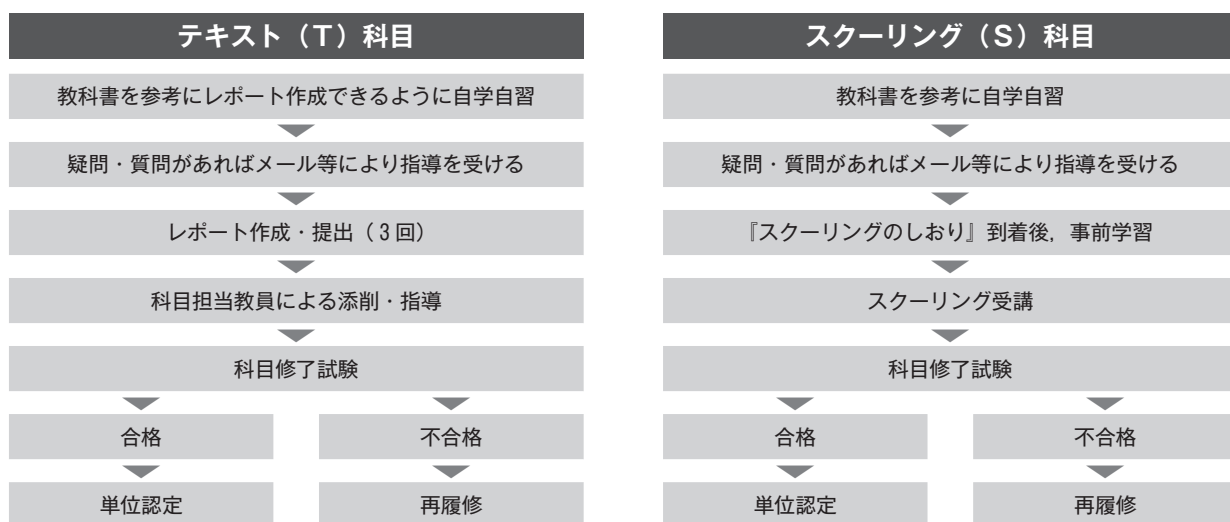 テキスト（T）科目
教科書を参考にレポート作成できるように自学自習
疑問・質問があればメール等により指導を受ける
レポート作成・提出（3回）
科目担当教員による添削・指導
科目修了試験
合格
不合格
単位認定
再履修
スクーリング（S）科目
教科書を参考に自学自習
疑問・質問があればメール等により指導を受ける
『スクーリングのしおり』到着後，事前学習
スクーリング受講
科目修了試験
合格
不合格
単位認定
再履修